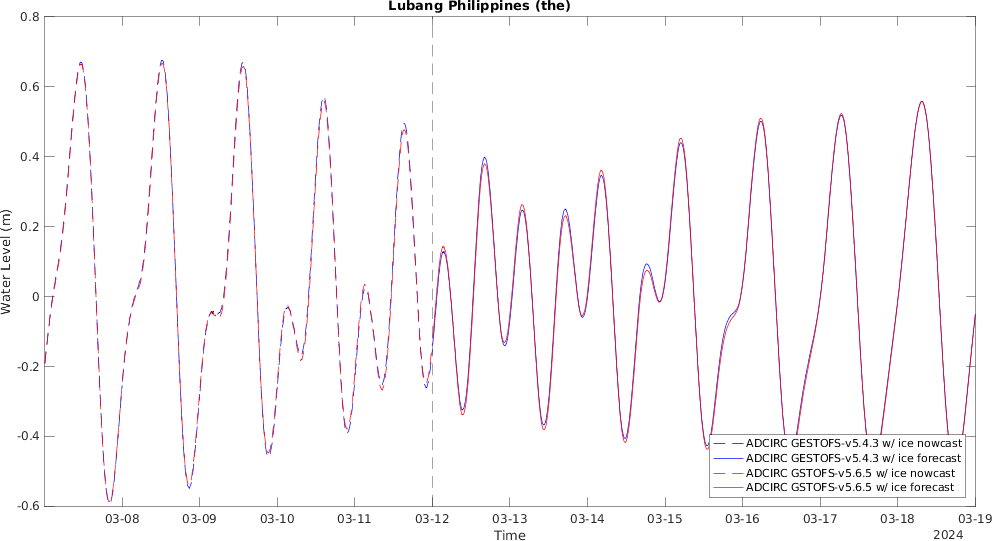 Lubang Philippines (the)
0.8
0.6
0.4
0.2
0
-0.2
-0.4
-0.6
Water Level (m)
ADCIRC GESTOFS-v5.4.3 w/ ice nowcast
ADCIRC GESTOFS-v5.4.3 w/ ice forecast
ADCIRC GSTOFS-v5.6.5 w/ ice nowcast
ADCIRC GSTOFS-v5.6.5 w/ ice forecast
03-08 03-09 03-10 03-11 03-12 03-13 03-14 03-15 03-16 03-17 03-18 03-19
Time
2024